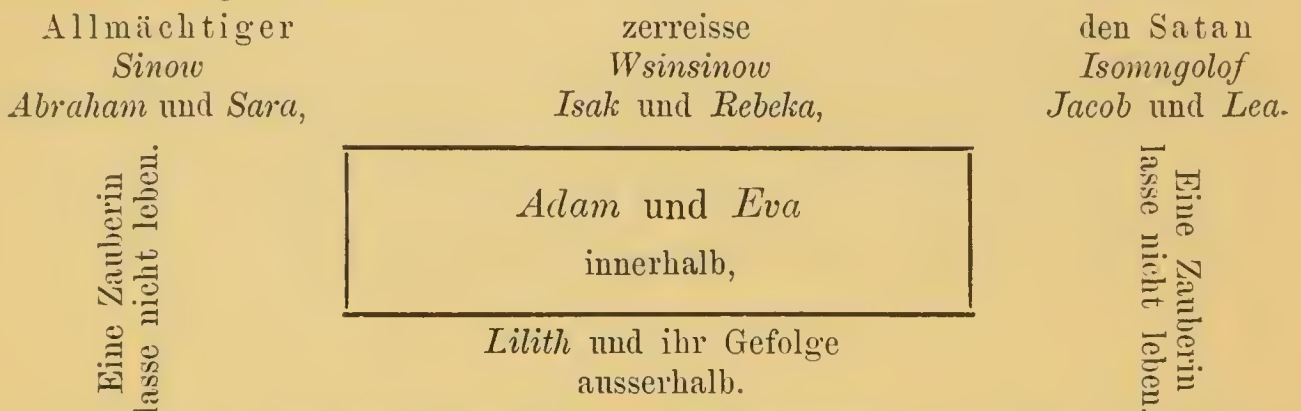 Allmächtiger zerreisse den Satan
Sinow Wsinsinow Isomngolof
Abraham und Sara, Isak und Rebeka, Jacob und Lea.
Eine Zauberin
lasse nicht leben.
Adam und Eva
innerhalb,
Lilith und ihr Gefolge
ausserhalb.
Eine Zauberin
lasse nicht leben.